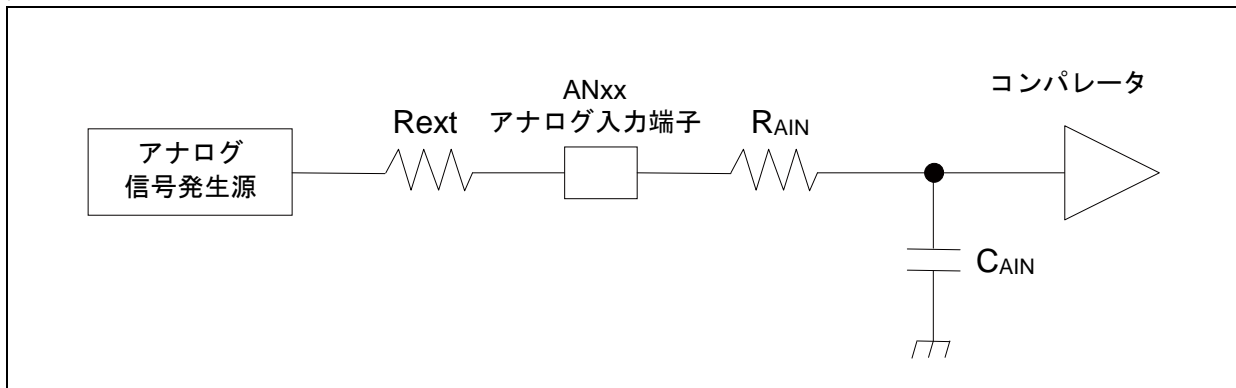 コンパレータ
ANxx
アナログ入力端子
Rext
RAIN
アナログ
信号発生源
CAIN